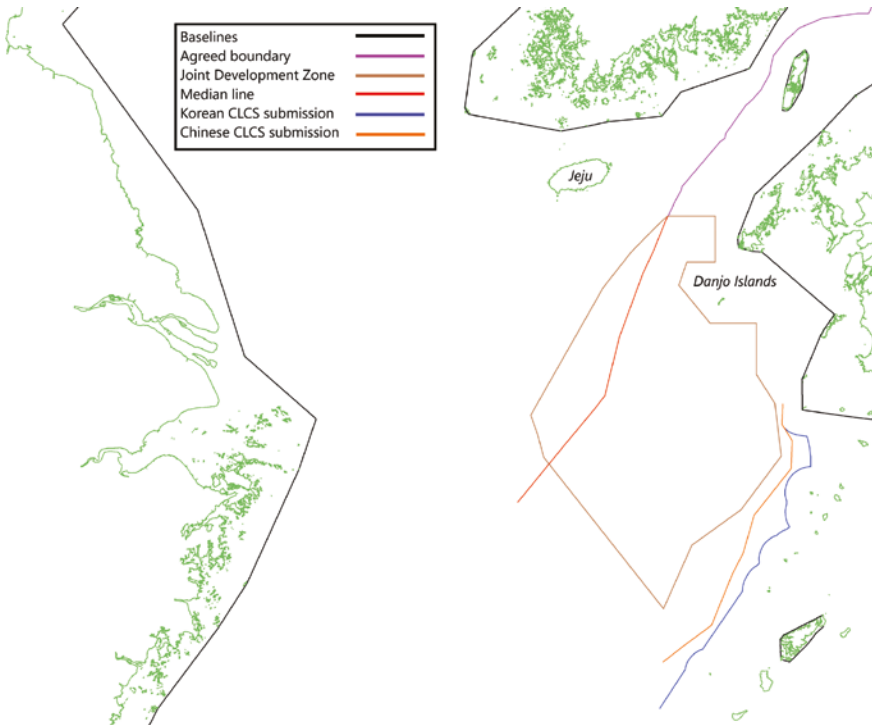 Baselines
Agreed boundary
Joint Development Zone
Median line
Korean CLCS submission
Chinese CLCS submission
Jeju
Danjo Islands